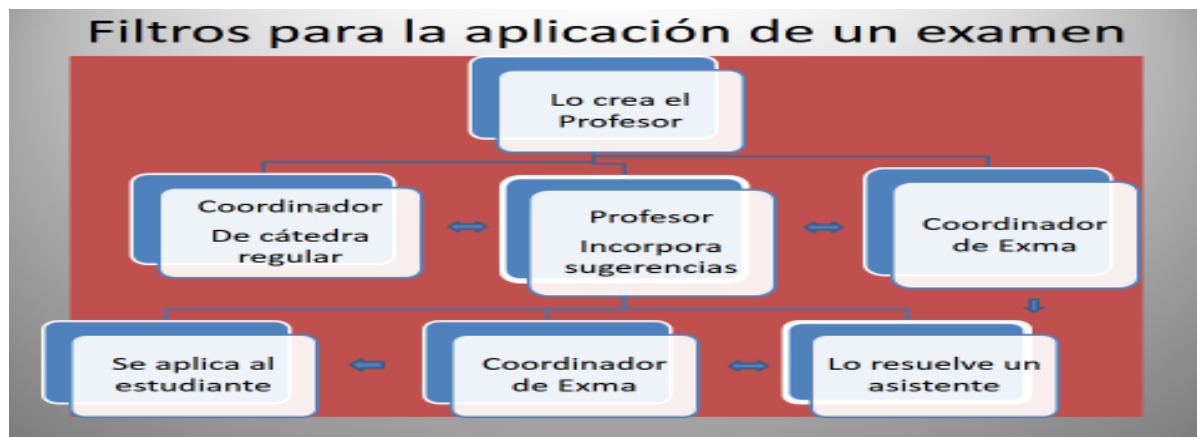 Filtros para la aplicación de un examen
Lo crea el
Profesor
Coordinador
De cátedra
regular
Profesor
Incorpora
sugerencias
Coordinador
de Exma
Se aplica al
estudiante
Coordinador
de Exma
Lo resuelve un
asistente